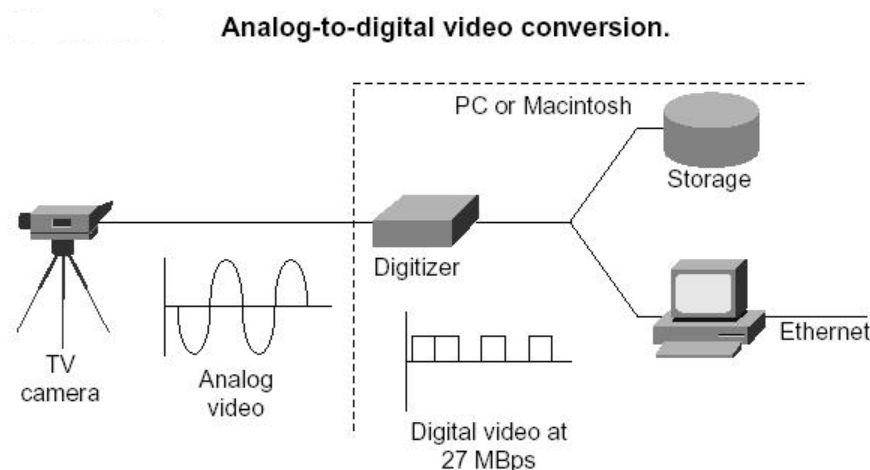 Analog-to-digital video conversion.
PC or Macintosh
Storage
Digitizer
Ethernet
TV
camera
Analog
video
Digital video at
27 MBps